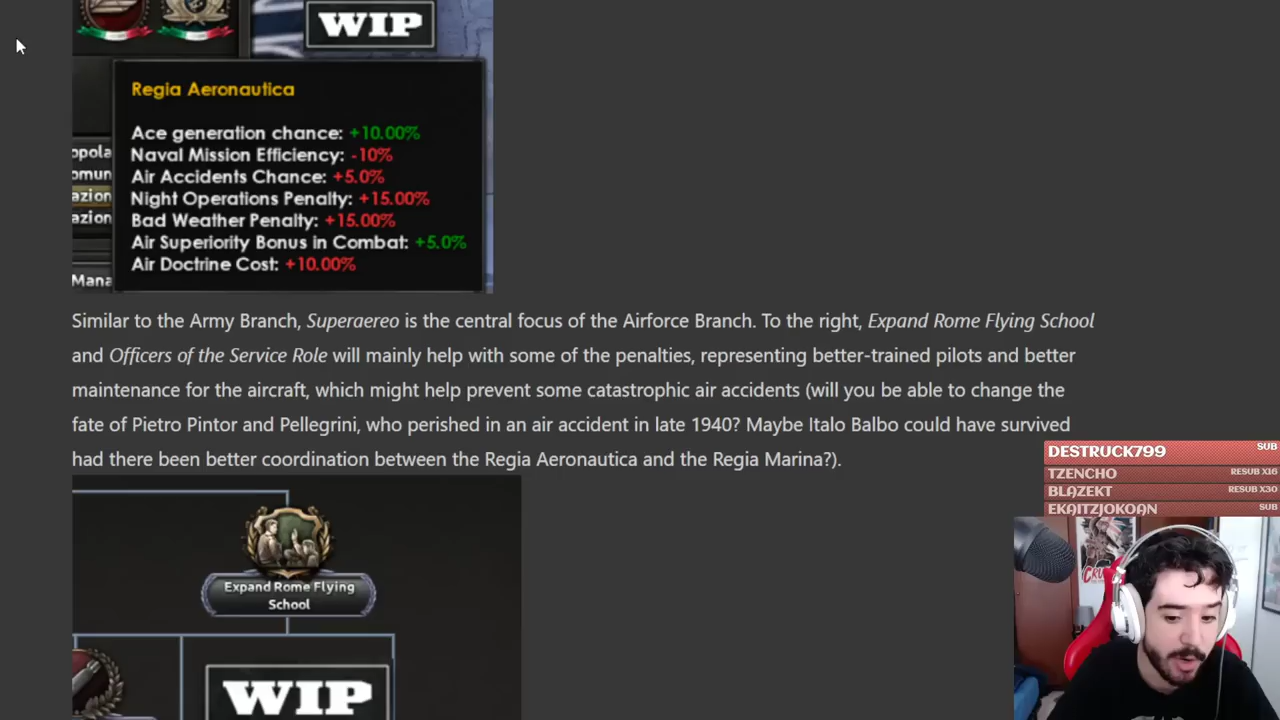 WIP
Regia Aeronautica
Ace generation chance: +10.00%
Naval Mission Efficiency: -10%
Air Accidents Chance: +5.0%
Night Operations Penalty: +15.00%
Bad Weather Penalty: +15.00%
Air Superiority Bonus in Combat: +5.0%
Air Doctrine Cost: +10.00%
opola
omun
azion
azion
Mana
Similar to the Army Branch, Superaereo is the central focus of the Airforce Branch. To the right, Expand Rome Flying School
and Officers of the Service Role will mainly help with some of the penalties, representing better-trained pilots and better
maintenance for the aircraft, which might help prevent some catastrophic air accidents (will you be able to change the
fate of Pietro Pintor and Pellegrini, who perished in an air accident in late 1940? Maybe Italo Balbo could have survived
had there been better coordination between the Regia Aeronautica and the Regia Marina?).
Expand Rome Flying
School
WIP
DESTRUCK799 SUB
TZENCHO RESUB X16
BLAZEKT RESUB X30
EKAITZJOKOAN SUB